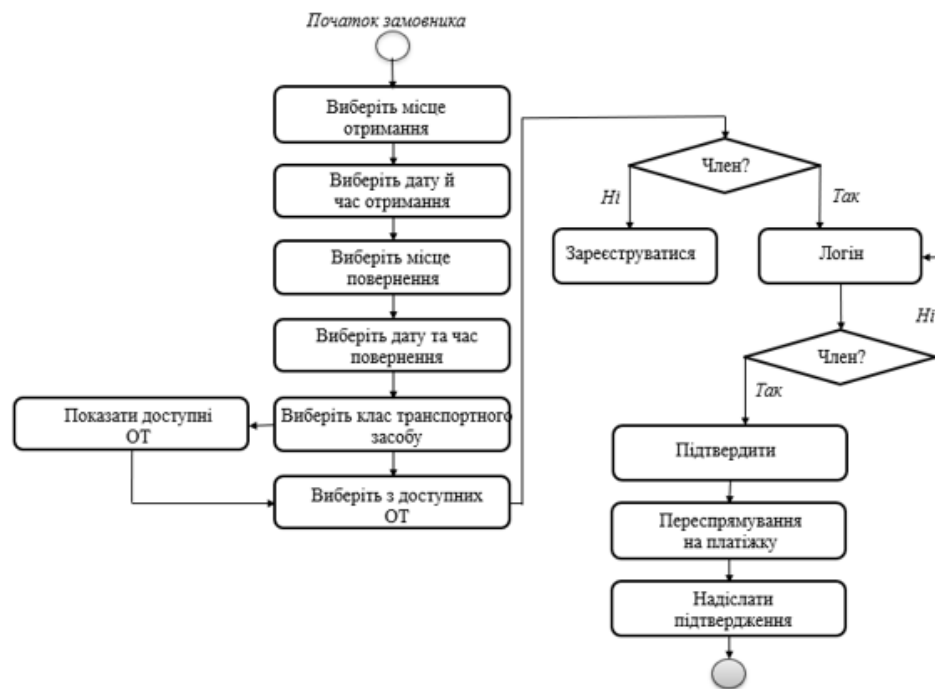 Початок замовника
Виберіть місце
отримання
Виберіть дату й
час отримання
Виберіть місце
повернення
Виберіть дату та час
повернення
Виберіть клас транспортного
засобу
Показати доступні
ОТ
Виберіть з доступних
ОТ
Член?
Ні
Так
Зареєструватися
Логін
Ні
Член?
Так
Підтвердити
Переспрямування
на платіжку
Надіслати
підтвердження